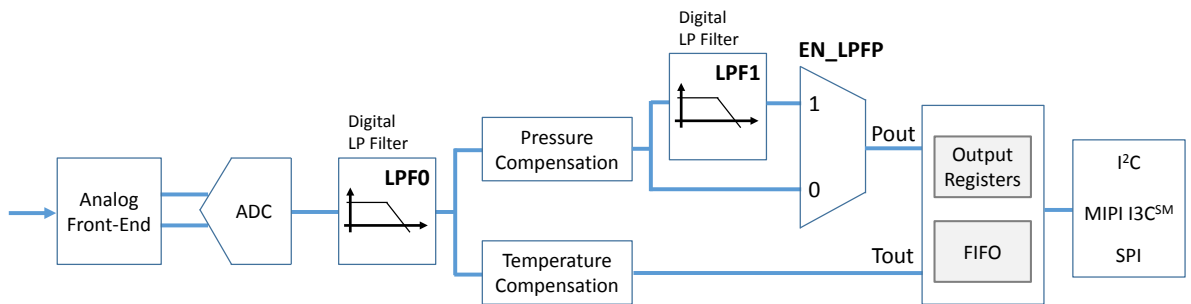 Analog
Front-End
ADC
Digital
LP Filter
LPF0
Pressure
Compensation
Temperature
Compensation
Digital
LP Filter
LPF1
EN_LPFP
1
0
Pout
Tout
Output
Registers
FIFO
I²C
MIPI I3Cˢᴹ
SPI